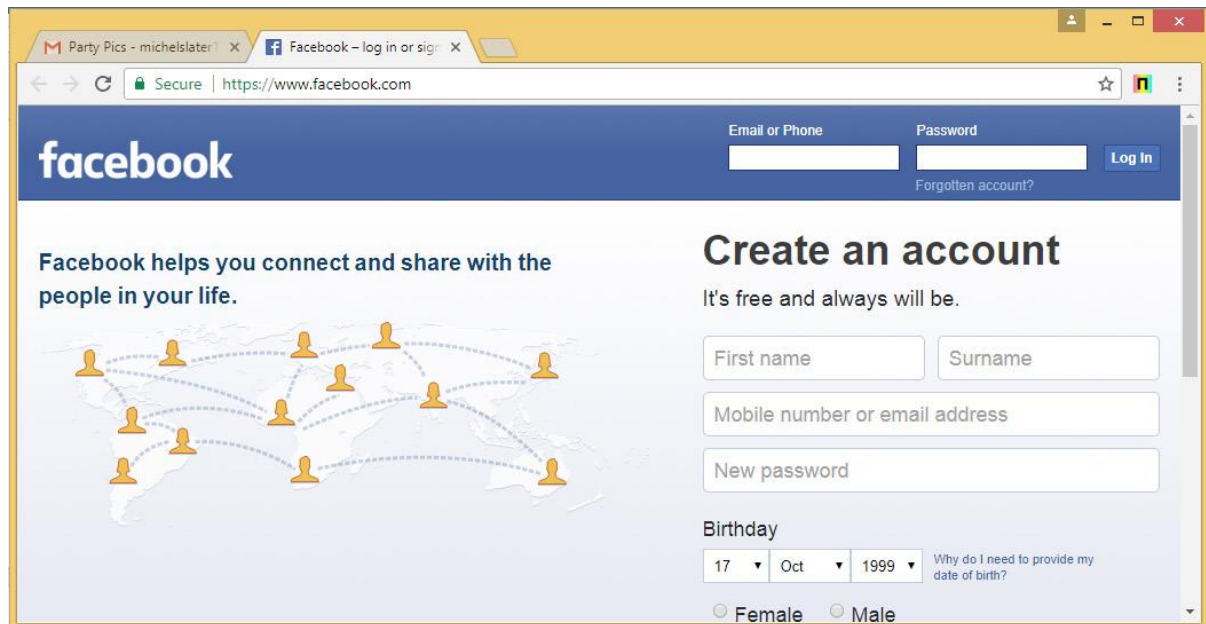 Party Pics - michelslater1
Facebook – log in or sign
Secure | https://www.facebook.com
facebook
Email or Phone
Password
Log In
Forgotten account?
Facebook helps you connect and share with the
people in your life.
Create an account
It's free and always will be.
First name
Surname
Mobile number or email address
New password
Birthday
17 Oct 1999
Why do I need to provide my
date of birth?
Female Male